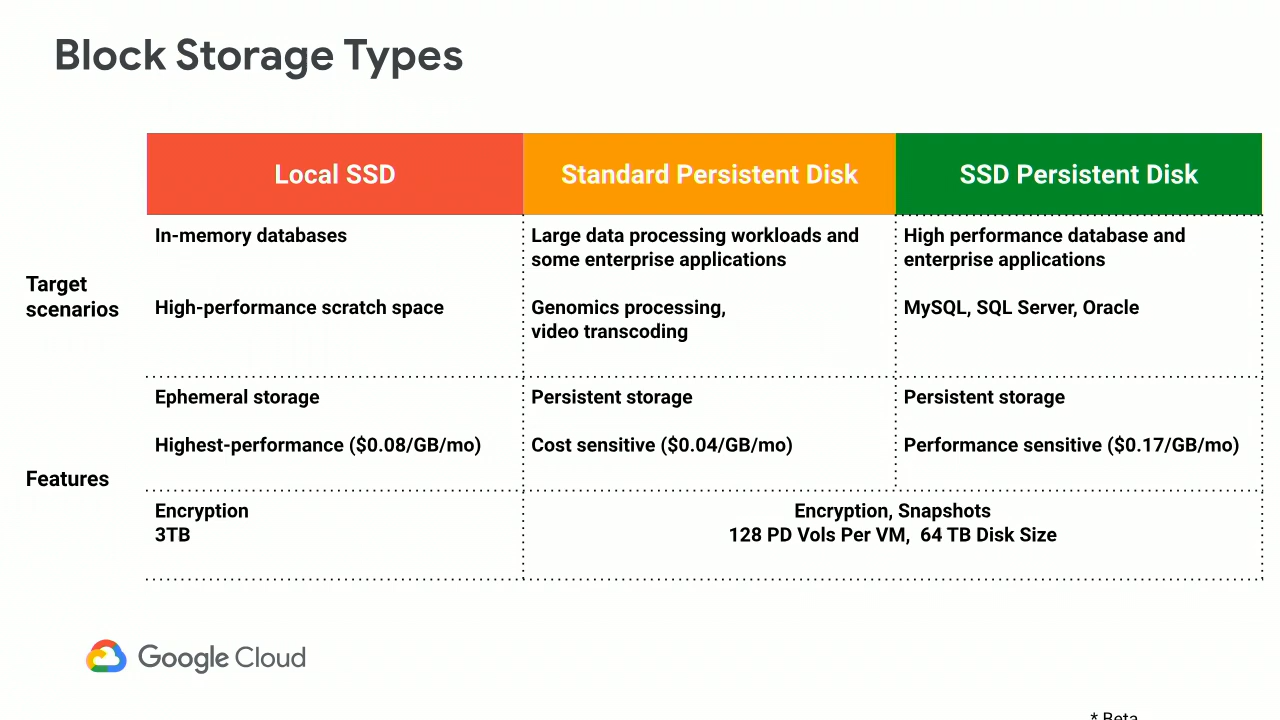 Block Storage Types
Local SSD
Standard Persistent Disk
SSD Persistent Disk
Target
scenarios
In-memory databases
High-performance scratch space
Large data processing workloads and
some enterprise applications
Genomics processing,
video transcoding
High performance database and
enterprise applications
MySQL, SQL Server, Oracle
Features
Ephemeral storage
Highest-performance ($0.08/GB/mo)
Persistent storage
Cost sensitive ($0.04/GB/mo)
Persistent storage
Performance sensitive ($0.17/GB/mo)
Encryption
3TB
Encryption, Snapshots
128 PD Vols Per VM, 64 TB Disk Size
Google Cloud
* Beta